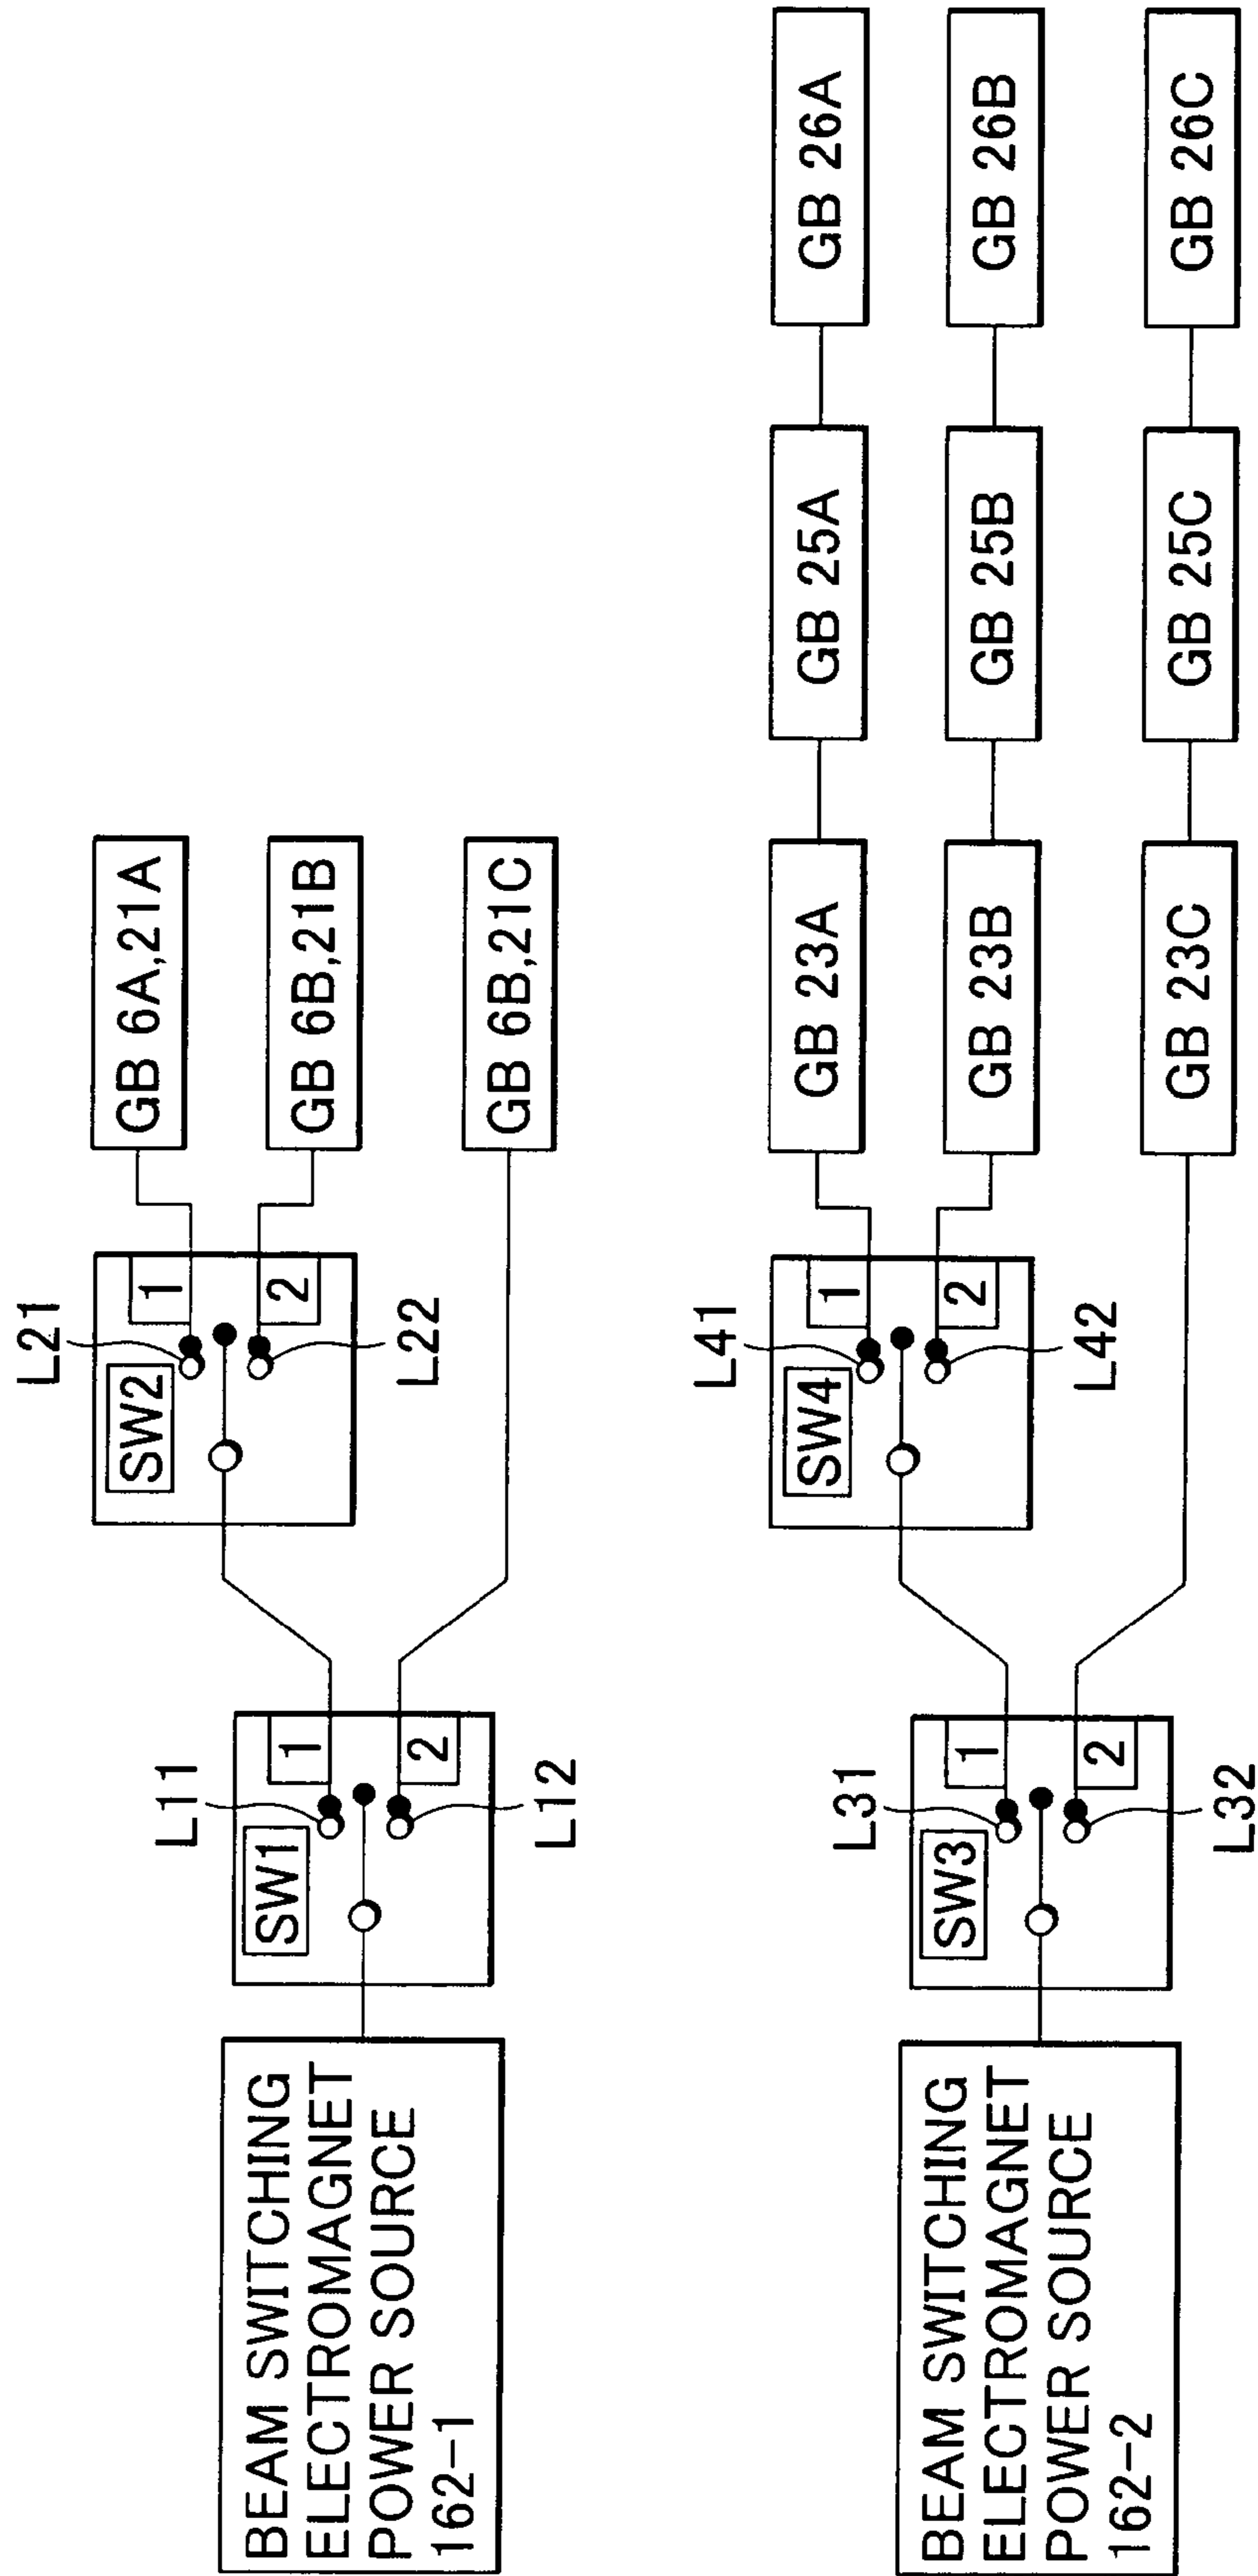 BEAM SWITCHING
ELECTROMAGNET
POWER SOURCE
162-1
SW1
L11
1
2
L12
SW2
L21
1
2
L22
GB 6A,21A
GB 6B,21B
GB 6B,21C
BEAM SWITCHING
ELECTROMAGNET
POWER SOURCE
162-2
SW3
L31
1
2
L32
SW4
L41
1
2
L42
GB 23A
GB 25A
GB 26A
GB 23B
GB 25B
GB 26B
GB 23C
GB 25C
GB 26C